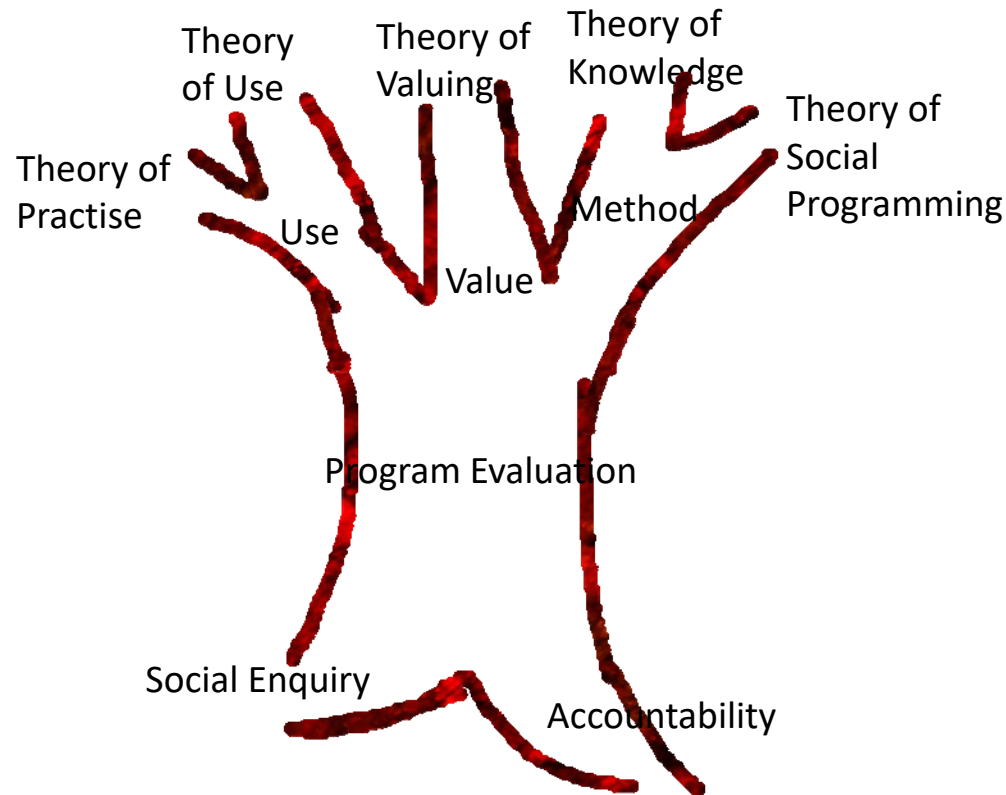 Theory
of Use
Theory of
Valuing
Theory of
Knowledge
Theory of
Social
Programming
Theory of
Practise
Use
Method
Value
Program Evaluation
Social Enquiry
Accountability